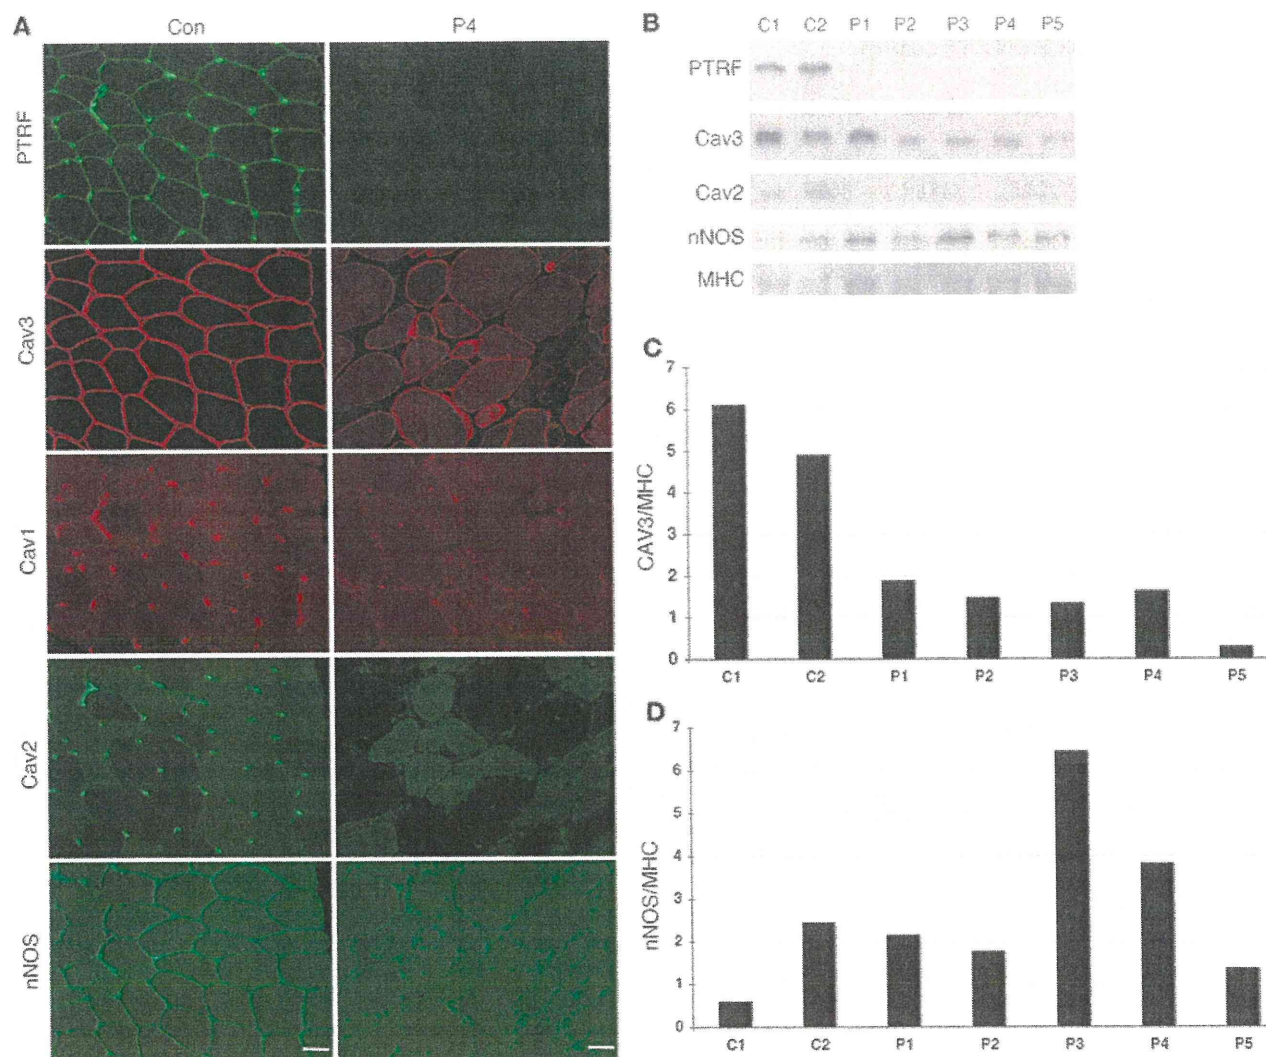 A
Con
P4
PTRF
Cav3
Cav1
Cav2
nNOS
B
C1 C2 P1 P2 P3 P4 P5
PTRF
Cav3
Cav2
nNOS
MHC
C
CAV3/MHC
7
6
5
4
3
2
1
0
C1 C2 P1 P2 P3 P4 P5
D
nNOS/MHC
7
6
5
4
3
2
1
0
C1 C2 P1 P2 P3 P4 P5